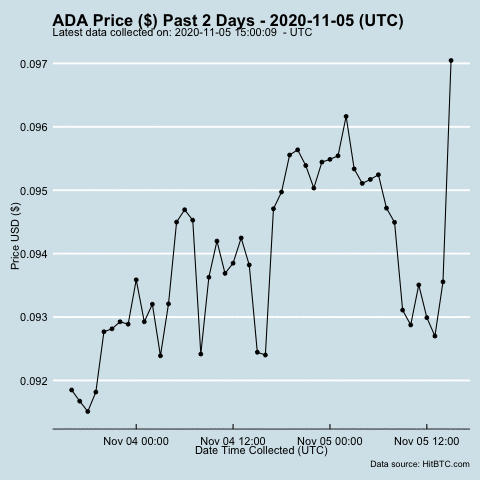 ADA Price ($) Past 2 Days - 2020-11-05 (UTC)
Latest data collected on: 2020-11-05 15:00:09 - UTC
0.097
0.096
0.095
0.094
0.093
0.092
Price USD ($)
Nov 04 00:00 Nov 04 12:00 Nov 05 00:00 Nov 05 12:00
Date Time Collected (UTC)
Data source: HitBTC.com